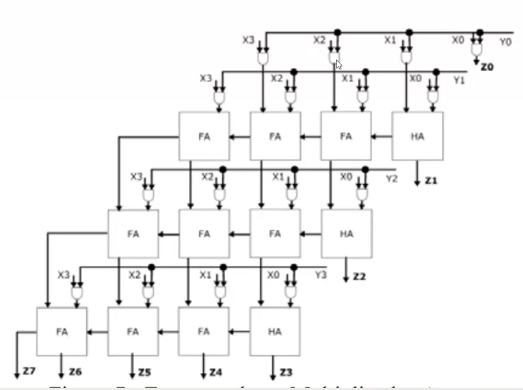 X3 X2 X1 X0 Y0
Z0
X3 X2 X1 X0 Y1
FA FA FA HA
Z1
X3 X2 X1 X0 Y2
FA FA FA HA
Z2
X3 X2 X1 X0 Y3
FA FA FA HA
Z7 Z6 Z5 Z4 Z3